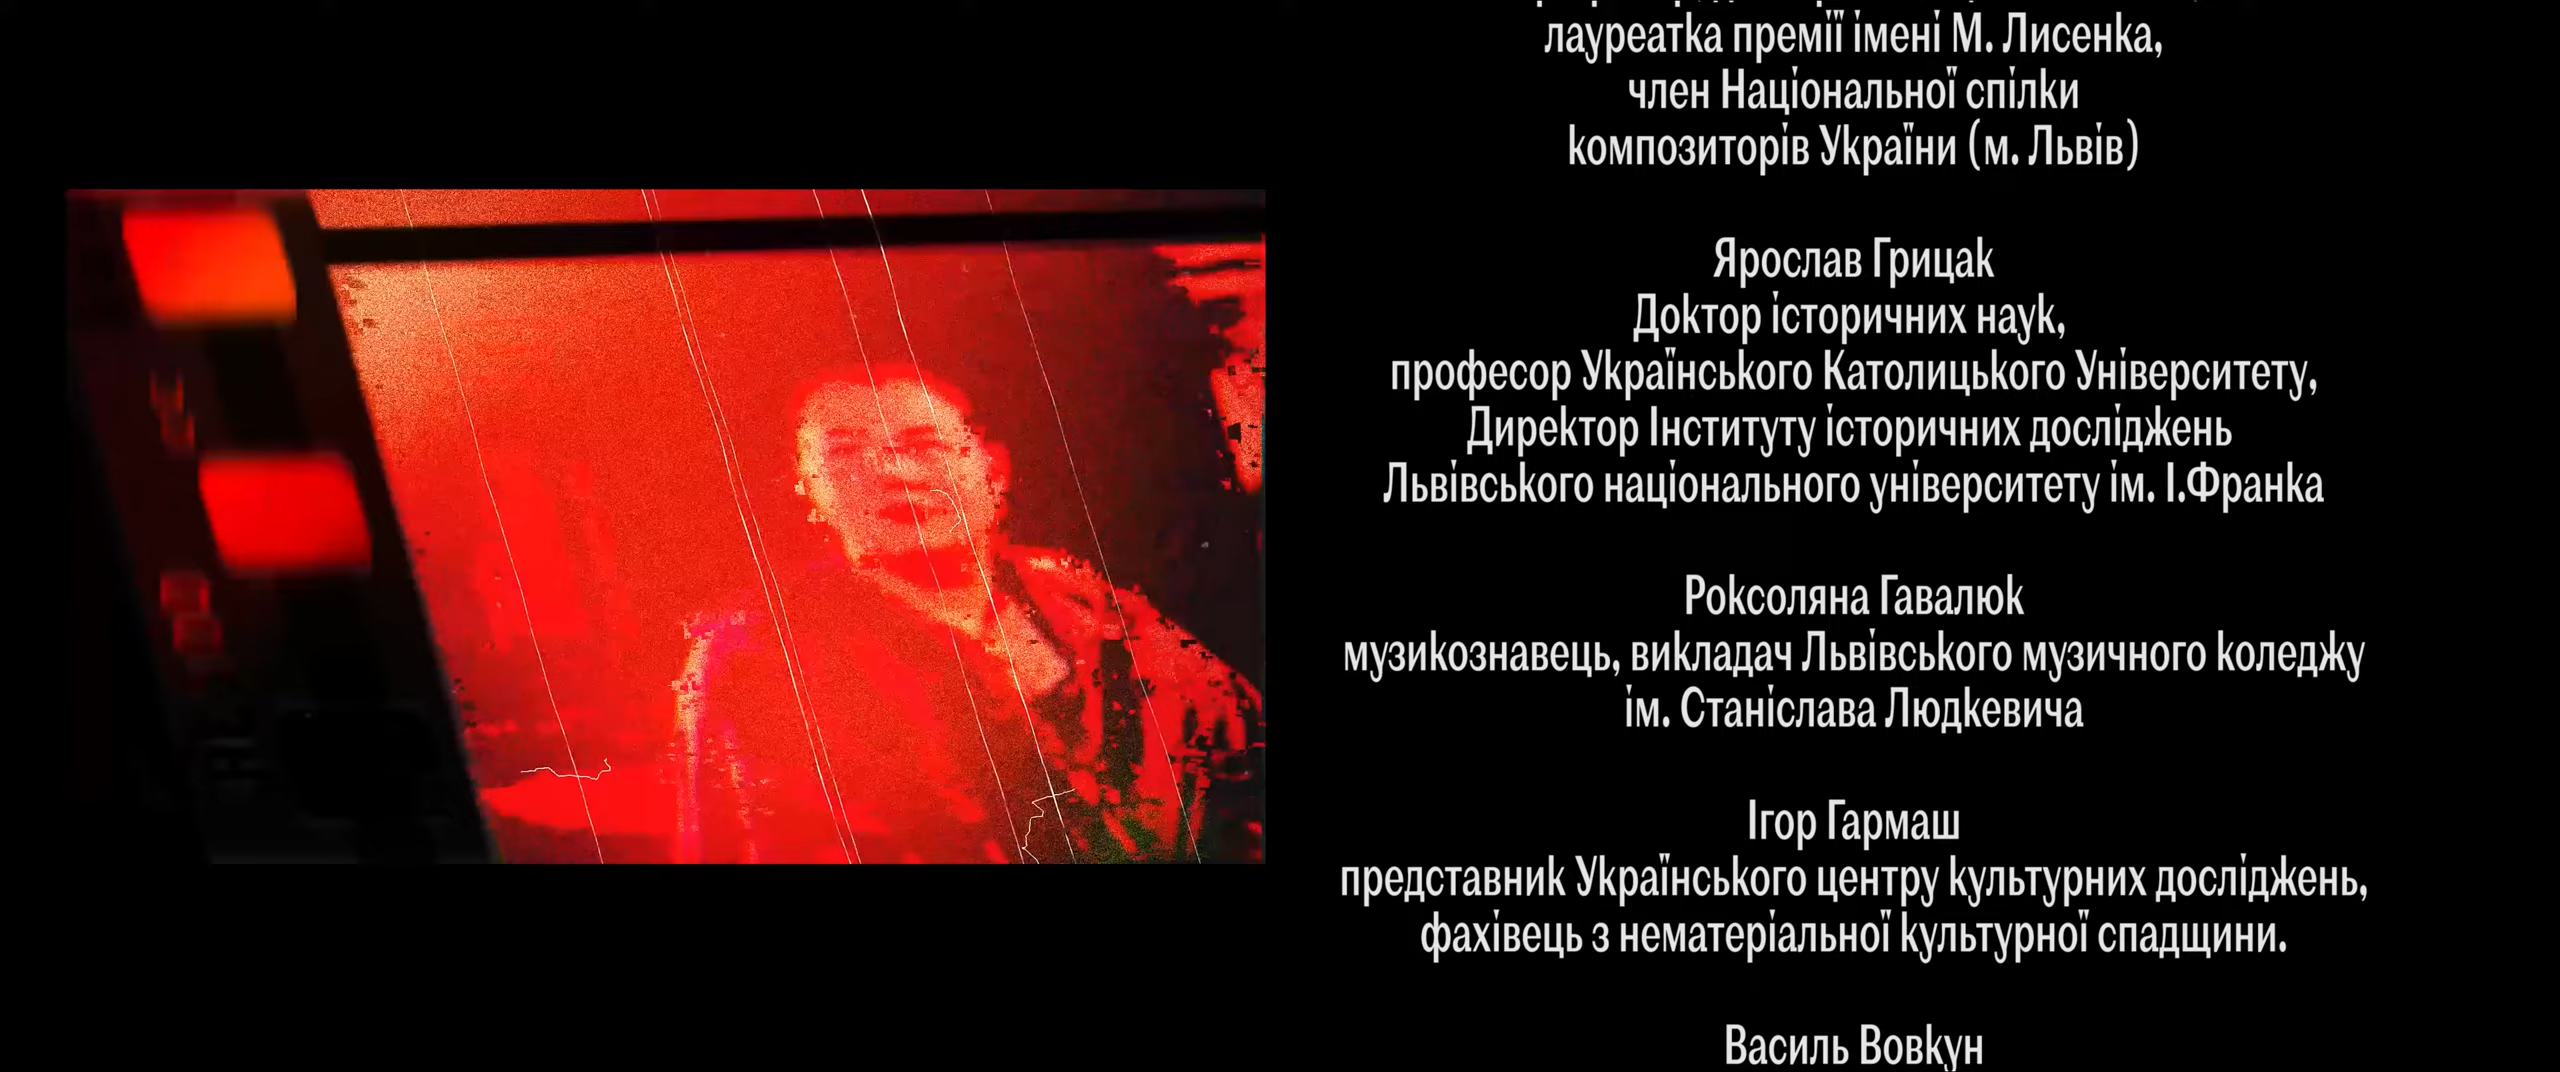 лауреатка премії імені М. Лисенка,
член Національної спілки
композиторів України (м. Львів)
Ярослав Грицак
Доктор історичних наук,
професор Українського Католицького Університету,
Директор Інституту історичних досліджень
Львівського національного університету ім. І.Франка
Роксоляна Гавалюк
музикознавець, викладач Львівського музичного коледжу
ім. Станіслава Людкевича
Ігор Гармаш
представник Українського центру культурних досліджень,
фахівець з нематеріальної культурної спадщини.
Василь Вовкун